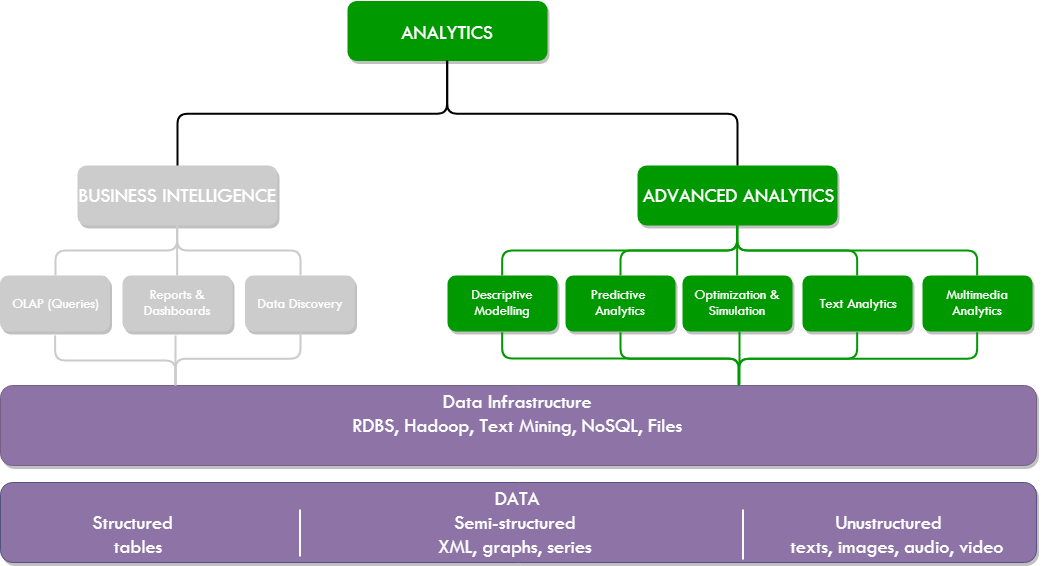 ANALYTICS
BUSINESS INTELLIGENCE
ADVANCED ANALYTICS
OLAP (Queries)
Reports &
Dashboards
Data Discovery
Descriptive
Modelling
Predictive
Analytics
Optimization &
Simulation
Text Analytics
Multimedia
Analytics
Data Infrastructure
RDBS, Hadoop, Text Mining, NoSQL, Files
DATA
Structured
tables
Semi-structured
XML, graphs, series
Unustructured
texts, images, audio, video